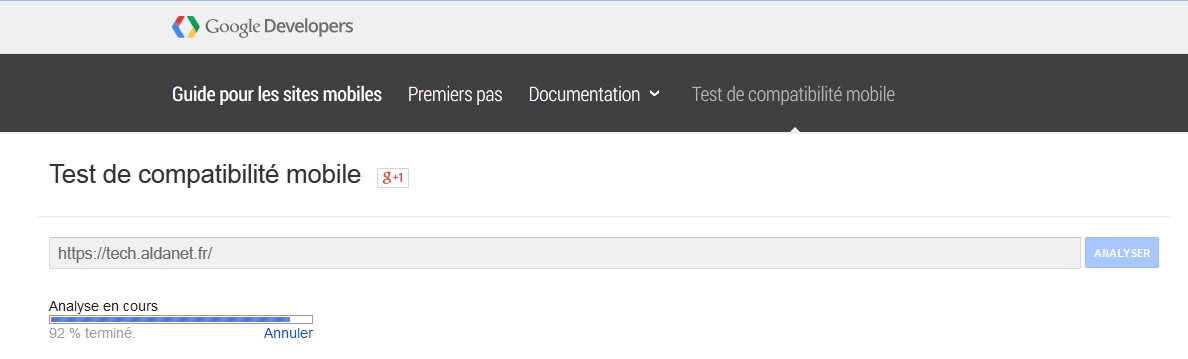 Google Developers
Guide pour les sites mobiles Premiers pas Documentation Test de compatibilité mobile
Test de compatibilité mobile g+1
https://tech.aldanet.fr/ ANALYSER
Analyse en cours
92 % terminé. Annuler